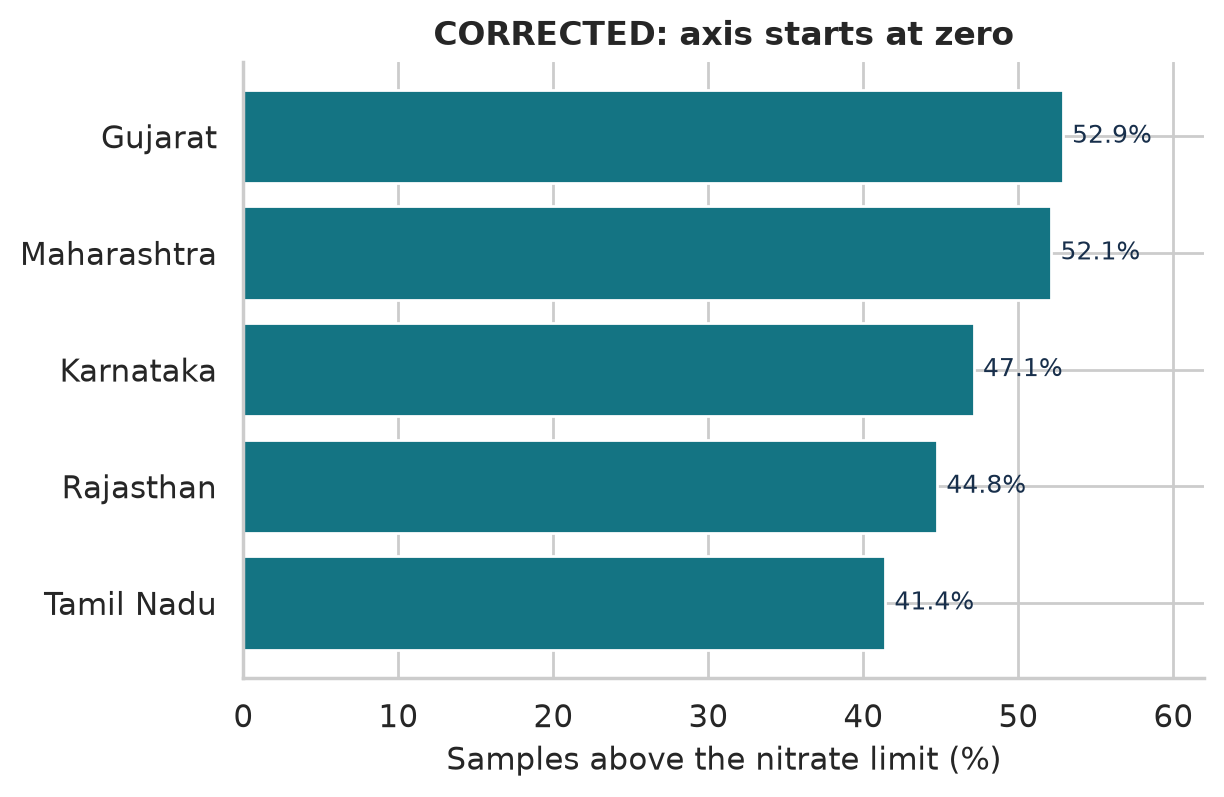 CORRECTED: axis starts at zero
Gujarat 52.9%
Maharashtra 52.1%
Karnataka 47.1%
Rajasthan 44.8%
Tamil Nadu 41.4%
0 10 20 30 40 50 60
Samples above the nitrate limit (%)